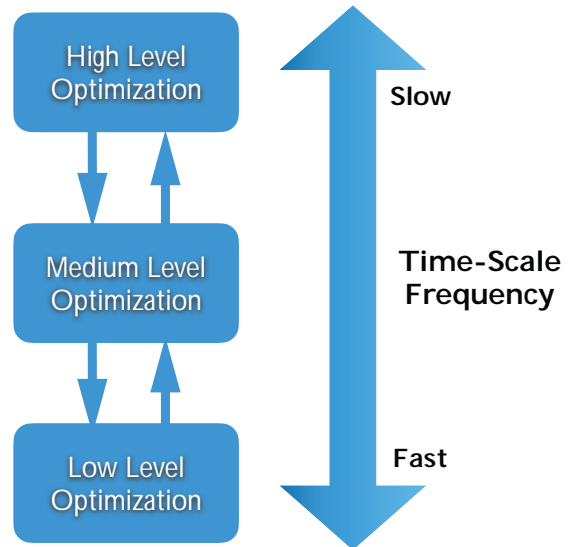 High Level
Optimization
Slow
Medium Level
Optimization
Time-Scale
Frequency
Low Level
Optimization
Fast